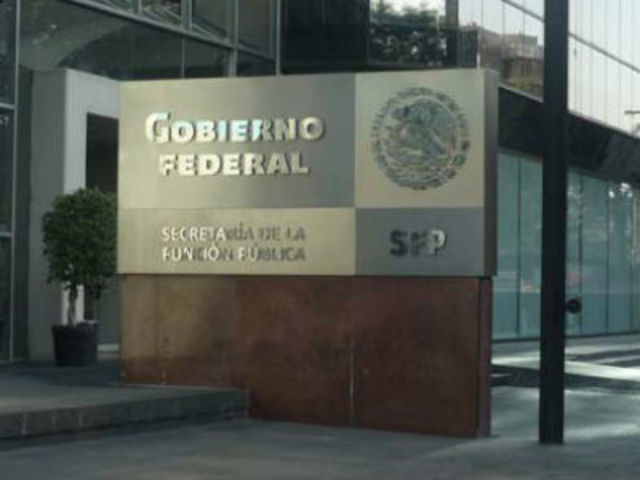 GOBIERNO
FEDERAL
SECRETARÍA DE LA
FUNCIÓN PÚBLICA
SFP